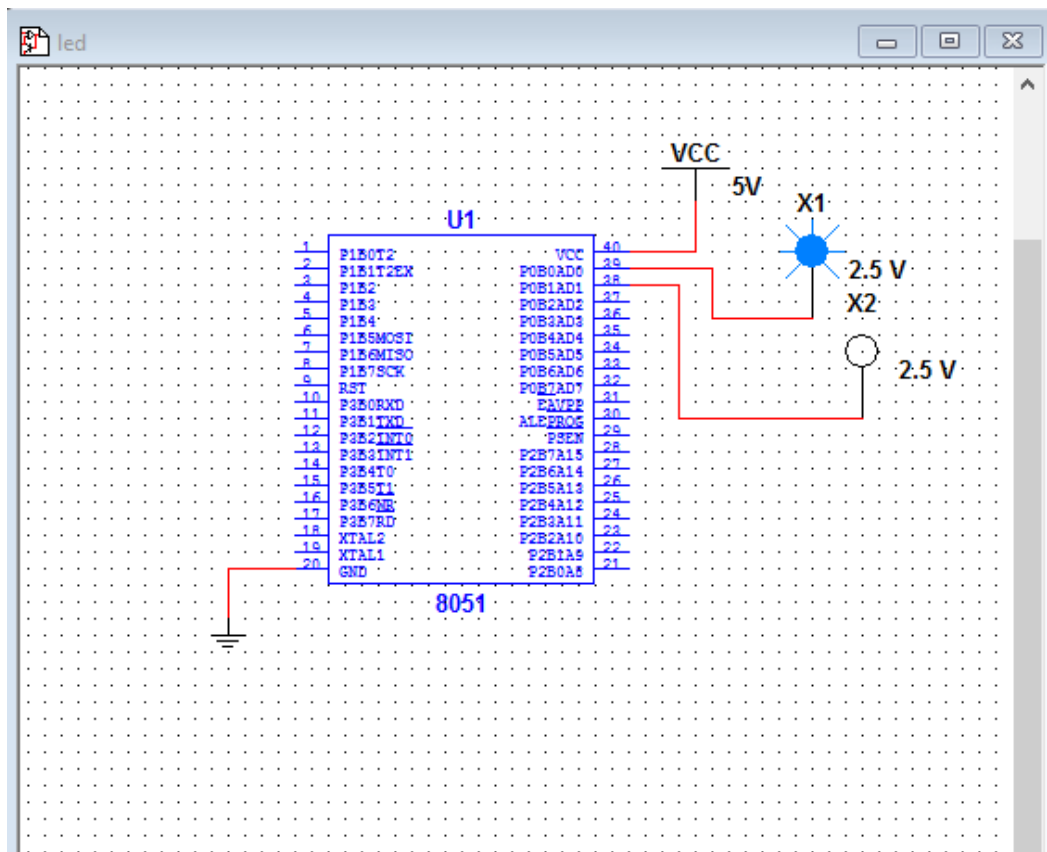 led
VCC
5V
X1
2.5 V
X2
2.5 V
U1
1 P1B0T2 VCC 40
2 P1B1T2EX P0B0AD0 39
3 P1B2 P0B1AD1 38
4 P1B3 P0B2AD2 37
5 P1B4 P0B3AD3 36
6 P1B5MOSI P0B4AD4 35
7 P1B6MISO P0B5AD5 34
8 P1B7SCK P0B6AD6 33
9 RST P0B7AD7 32
10 P3B0RXD EAVPP 31
11 P3B1TXD ALEPROG 30
12 P3B2INT0 PSEN 29
13 P3B3INT1 P2B7A15 28
14 P3B4T0 P2B6A14 27
15 P3B5T1 P2B5A13 26
16 P3B6WR P2B4A12 25
17 P3B7RD P2B3A11 24
18 XTAL2 P2B2A10 23
19 XTAL1 P2B1A9 22
20 GND P2B0A8 21
8051